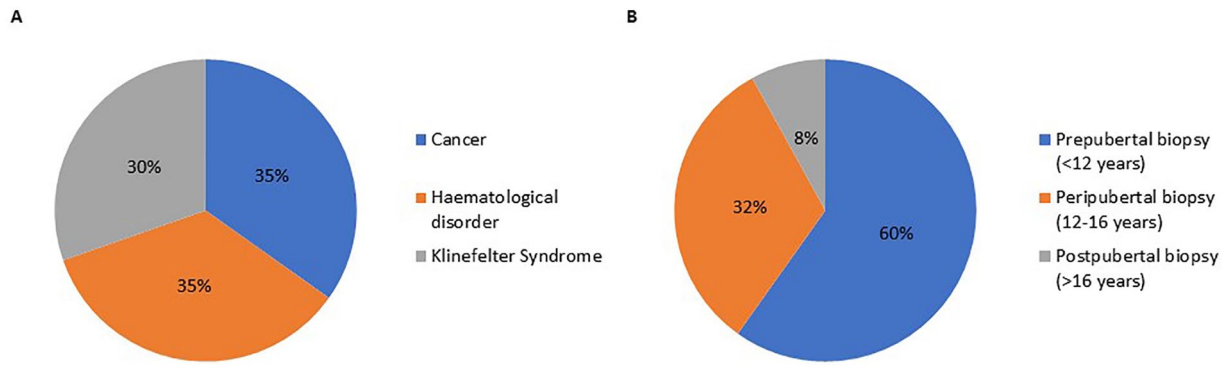 A
35%
35%
30%
Cancer
Haematological
disorder
Klinefelter Syndrome
B
60%
32%
8%
Prepubertal biopsy
(<12 years)
Peripubertal biopsy
(12-16 years)
Postpubertal biopsy
(>16 years)